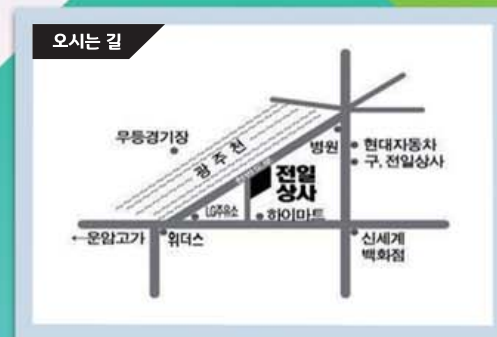 오시는 길
무등경기장
광주천
병원
현대자동차
구, 전일상사
전일
상사
LG주유소
하이마트
←운암고가
위더스
신세계
백화점